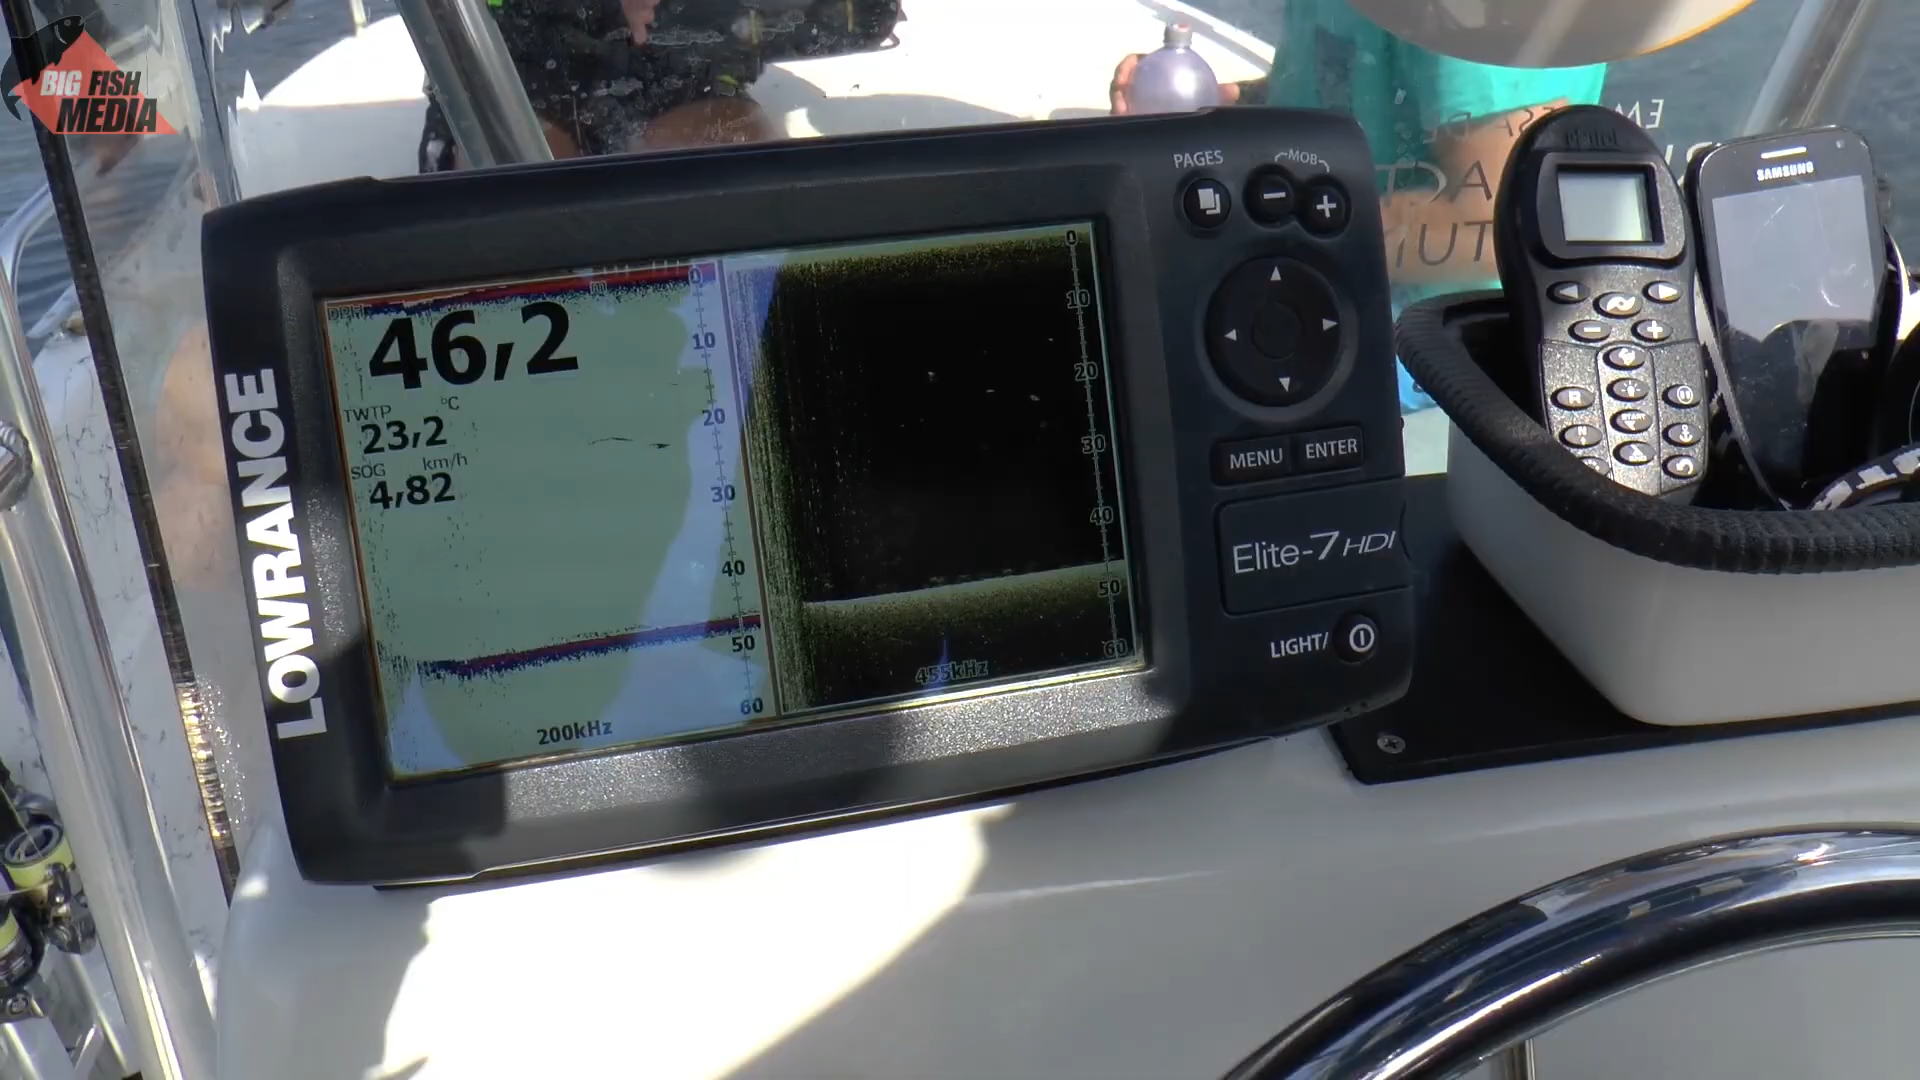 BIG FISH
MEDIA
LOWRANCE
46,2
m
TWTP °C
23,2
SOG km/h
4,82
0
10
20
30
40
50
60
200kHz
0
10
20
30
40
50
60
455kHz
PAGES
MOB
MENU
ENTER
Elite-7 HDI
LIGHT/
SAMSUNG
R
START
N